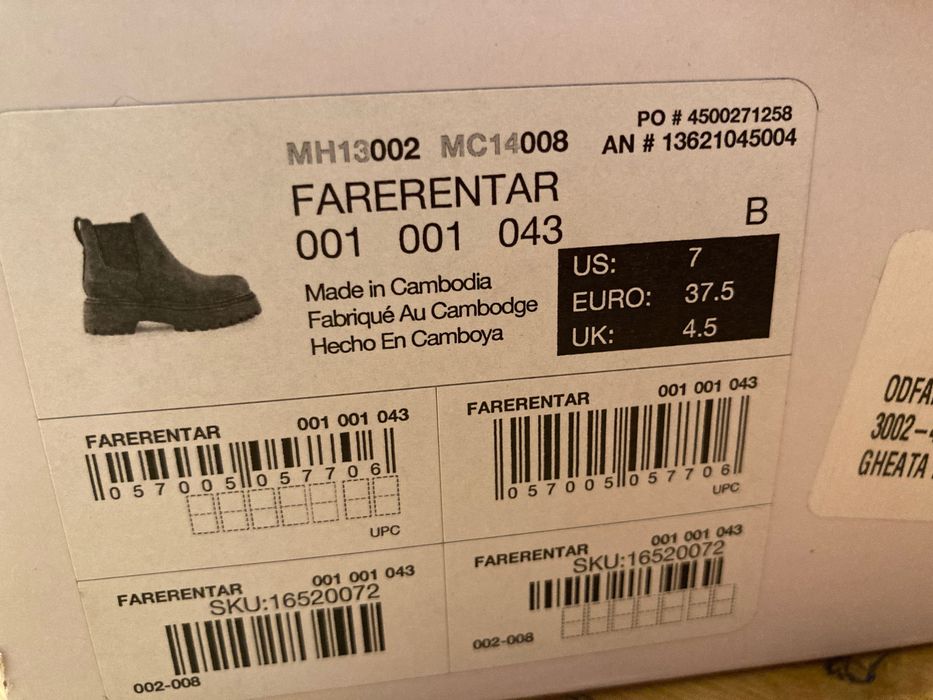 MH13002 MC14008
PO # 4500271258
AN # 13621045004
FARERENTAR
001 001 043
B
Made in Cambodia
Fabriqué Au Cambodge
Hecho En Camboya
US: 7
EURO: 37.5
UK: 4.5
FARERENTAR 001 001 043
0 57005 05770 6
UPC
FARERENTAR 001 001 043
0 57005 05770 6
UPC
FARERENTAR 001 001 043
SKU:16520072
002-008
FARERENTAR 001 001 043
SKU:16520072
002-008
ODFA
3002-
GHEATA